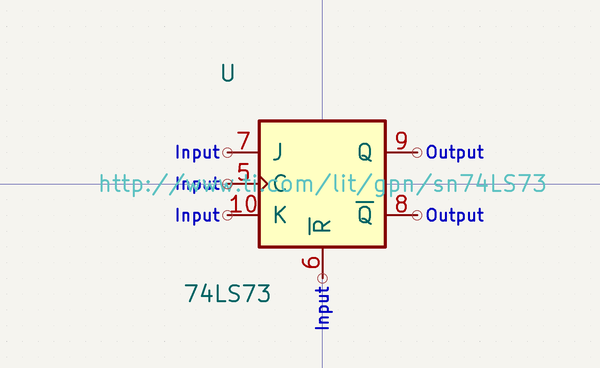 U
7
9
Input
J
Q
Output
5
Input
C
http://www.ti.com/lit/gpn/sn74LS73
10
8
Input
K
Q
Output
R
6
74LS73
Input